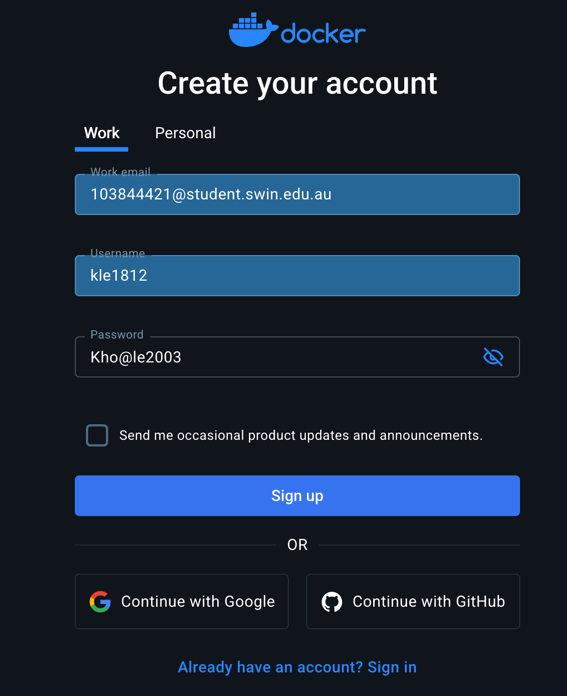 docker
Create your account
Work Personal
Work email
103844421@student.swin.edu.au
Username
kle1812
Password
Kho@le2003
Send me occasional product updates and announcements.
Sign up
OR
Continue with Google Continue with GitHub
Already have an account? Sign in